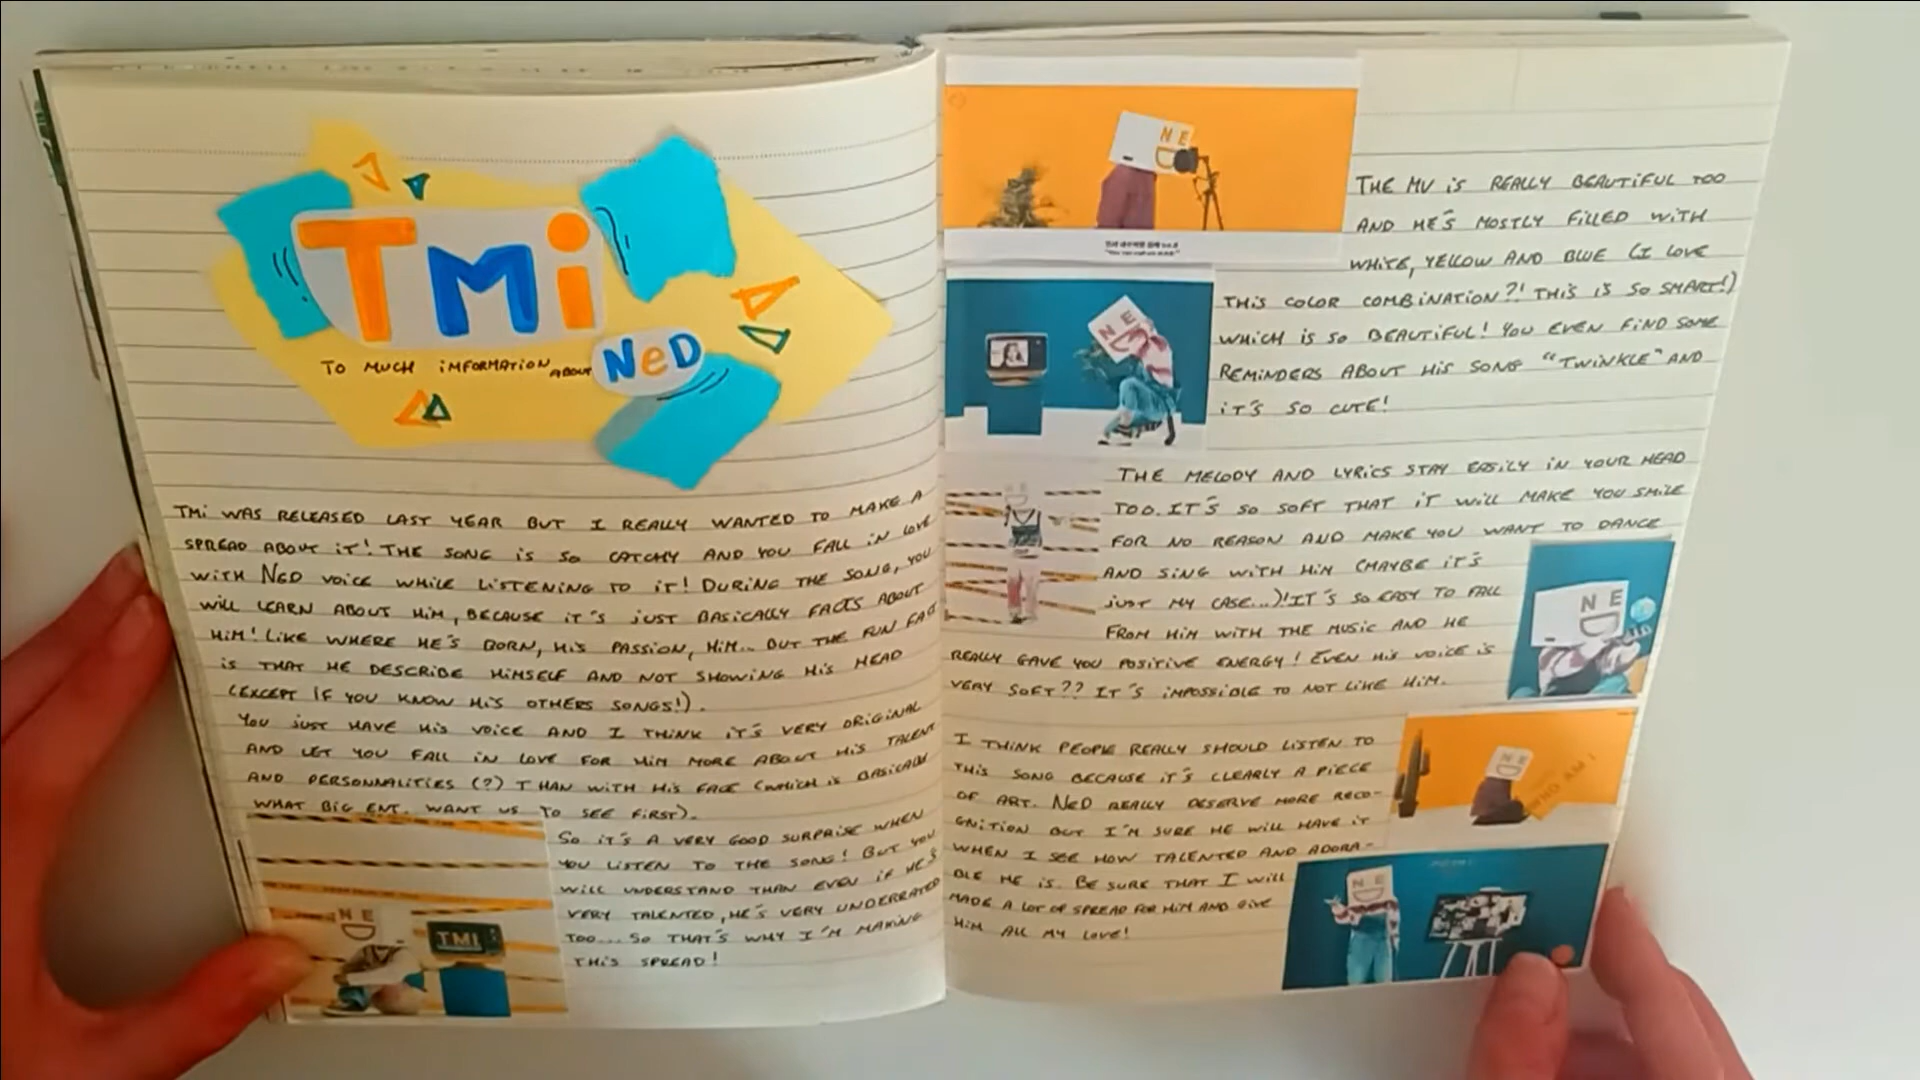 TMi
TO MUCH iNFORMATION ABOUT NeD
TMi WAS RELEASED LAST YEAR BUT I REALLY WANTED TO MAKE A
SPREAD ABOUT iT! THE SONG iS SO CATCHY AND YOU FALL iN LOVE
WiTH NeD VOiCE WHiLE LiSTENiNG TO iT! DURiNG THE SONG, YOU
WiLL LEARN ABOUT HiM, BECAUSE iT'S jUST BASiCALLY FACTS ABOUT
HiM! LiKE WHERE HE'S BORN, HiS PASSiON, HiM... BUT THE FUN FACT
iS THAT HE DESCRiBE HiMSELF AND NOT SHOWiNG HiS HEAD
(EXCEPT iF YOU KNOW HiS OTHERS SONGS!).
YOU jUST HAVE HiS VOiCE AND I THiNK iT'S VERY ORiGiNAL
AND LET YOU FALL iN LOVE FOR HiM MORE ABOUT HiS TALENT
AND PERSONNALiTiES (?) THAN WiTH HiS FACE (WHiCH iS BASiCALLY
WHAT BiG ENT. WANT US TO SEE FiRST).
SO iT'S A VERY GOOD SURPRiSE WHEN
YOU LiSTEN TO THE SONG! BUT YOU
WiLL UNDERSTAND THAN EVEN iF HE'S
VERY TALENTED, HE'S VERY UNDERRATED
TOO... SO THAT'S WHY I'M MAKiNG
THiS SPREAD!
NED
TMI
NED
THE MV iS REALLY BEAUTiFUL TOO
AND HE'S MOSTLY FiLLED WiTH
WHiTE, YELLOW AND BLUE (I LOVE
THiS COLOR COMBiNATiON?! THiS iS SO SMART!)
WHiCH iS SO BEAUTiFUL! YOU EVEN FiND SOME
REMiNDERS ABOUT HiS SONG "TWiNKLE" AND
iT'S SO CUTE!
NED
THE MELODY AND LYRiCS STAY EASiLY iN YOUR HEAD
TOO. IT'S SO SOFT THAT iT WiLL MAKE YOU SMiLE
FOR NO REASON AND MAKE YOU WANT TO DANCE
AND SiNG WiTH HiM (MAYBE iT'S
jUST MY CASE...)! IT'S SO EASY TO FALL
FROM HiM WiTH THE MUSiC AND HE
REALLY GAVE YOU POSiTiVE ENERGY! EVEN HiS VOiCE iS
VERY SOFT?? IT'S iMPOSSiBLE TO NOT LiKE HiM.
NED
I THiNK PEOPLE REALLY SHOULD LiSTEN TO
THiS SONG BECAUSE iT'S CLEARLY A PiECE
OF ART. NeD REALLY DESERVE MORE RECO-
GNiTiON BUT I'M SURE HE WiLL HAVE iT
WHEN I SEE HOW TALENTED AND ADORA-
BLE HE iS. BE SURE THAT I WiLL
MADE A LOT OF SPREAD FOR HiM AND GiVE
HiM ALL MY LOVE!
NED
WHO AM I
NED